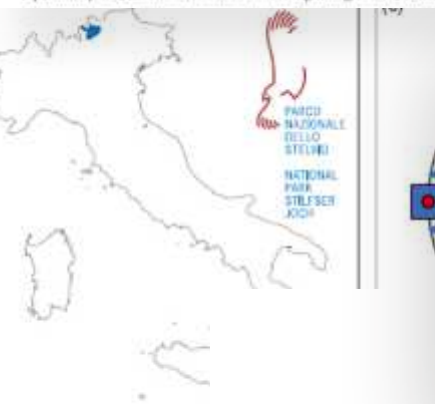 PARCO
NAZIONALE
DELLO
STELVIO
NATIONAL
PARK
STILFSER
JOCH